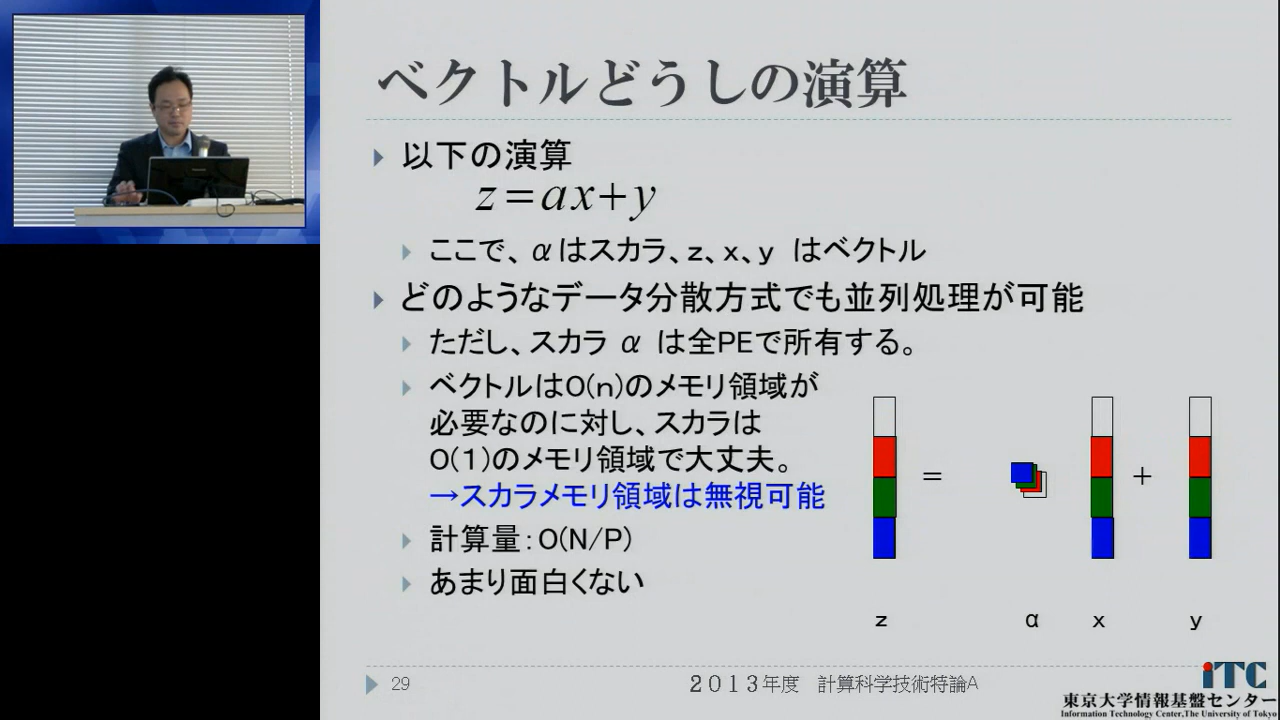 ベクトルどうしの演算
以下の演算
z=ax+y
ここで、αはスカラ、z、x、y はベクトル
どのようなデータ分散方式でも並列処理が可能
ただし、スカラ α は全PEで所有する。
ベクトルはO(n)のメモリ領域が
必要なのに対し、スカラは
O(1)のメモリ領域で大丈夫。
→スカラメモリ領域は無視可能
計算量：O(N/P)
あまり面白くない
= +
z α x y
29 2013年度 計算科学技術特論A
iTC
東京大学情報基盤センター
Information Technology Center,The University of Tokyo